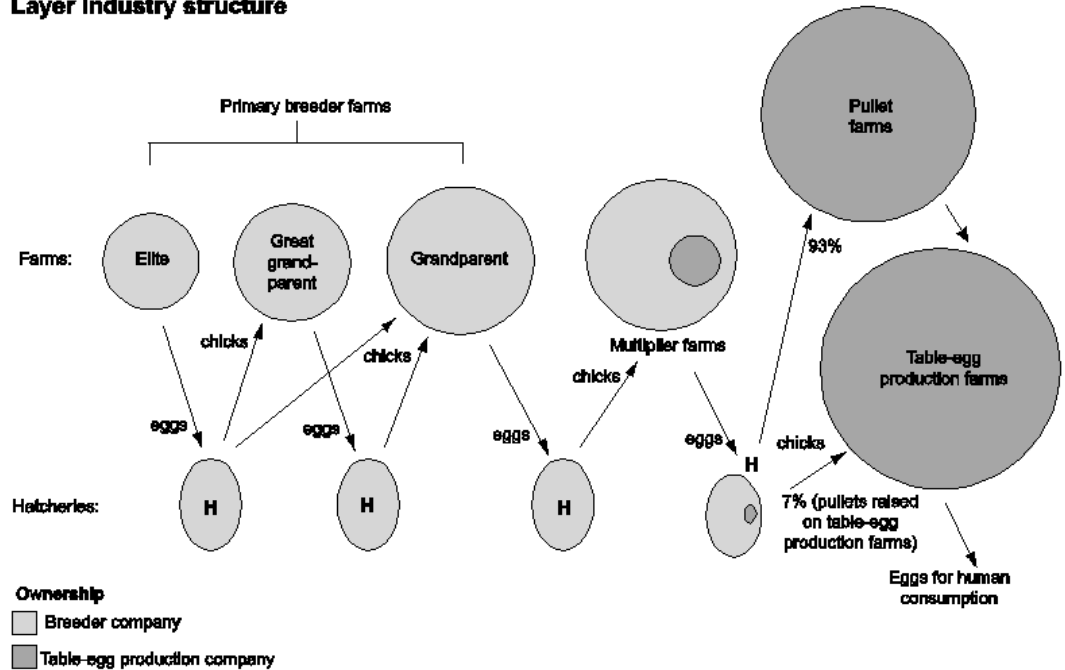 Layer industry structure
Primary breeder farms
Pullet
farms
Farms:
Elite
Great
grand-
parent
Grandparent
93%
Multiplier farms
chicks
chicks
chicks
Table-egg
production farms
eggs
eggs
eggs
eggs
chicks
H
Hatcheries:
H
H
H
7% (pullets raised
on table-egg
production farms)
Eggs for human
consumption
Ownership
Breeder company
Table-egg production company